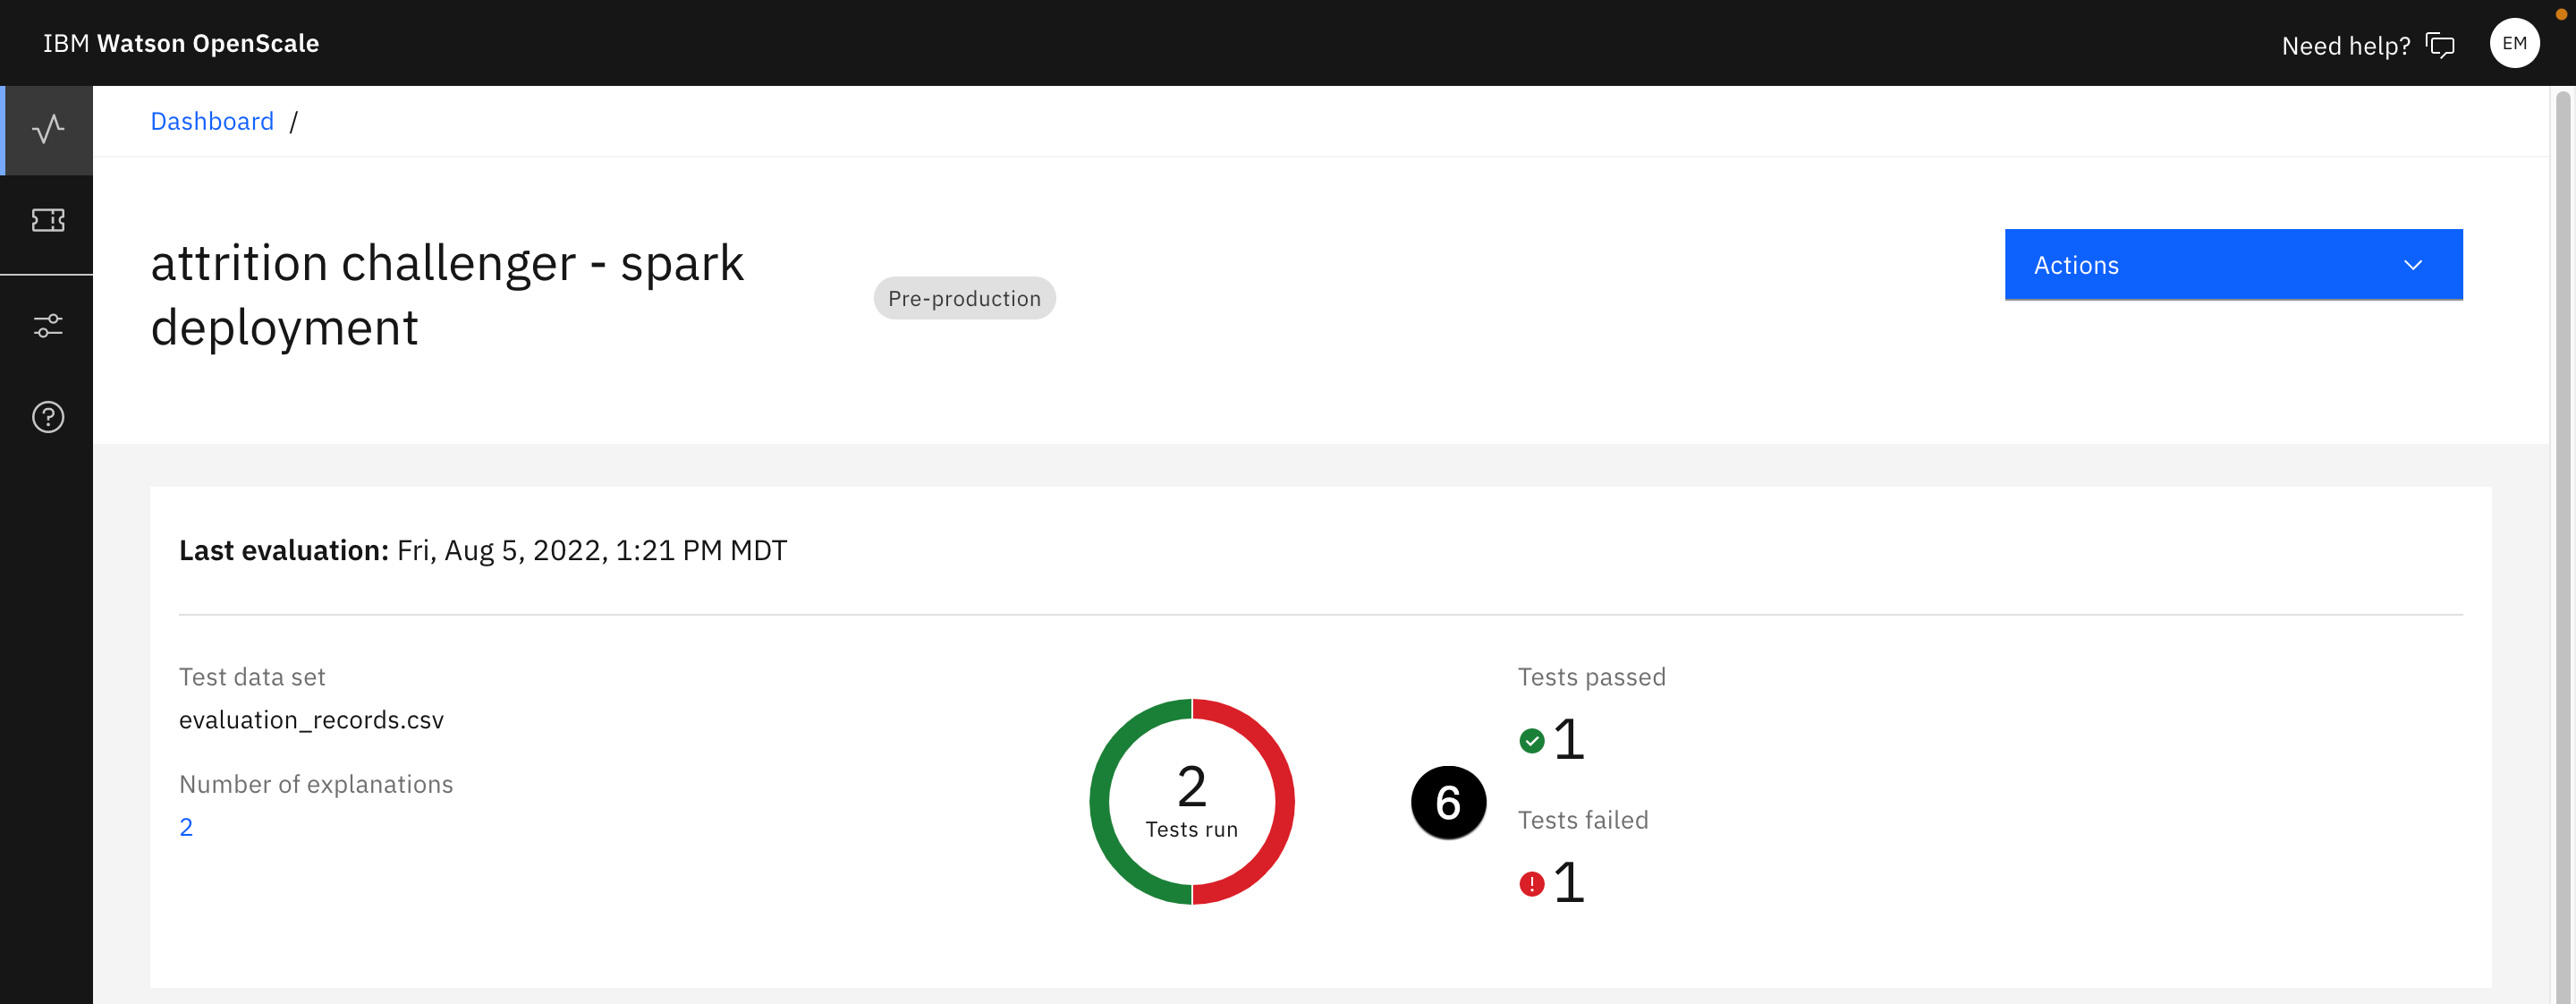 IBM Watson OpenScale
Need help?
EM
Dashboard /
attrition challenger - spark
deployment
Pre-production
Actions
Last evaluation: Fri, Aug 5, 2022, 1:21 PM MDT
Test data set
evaluation_records.csv
Number of explanations
2
2
Tests run
6
Tests passed
1
Tests failed
1